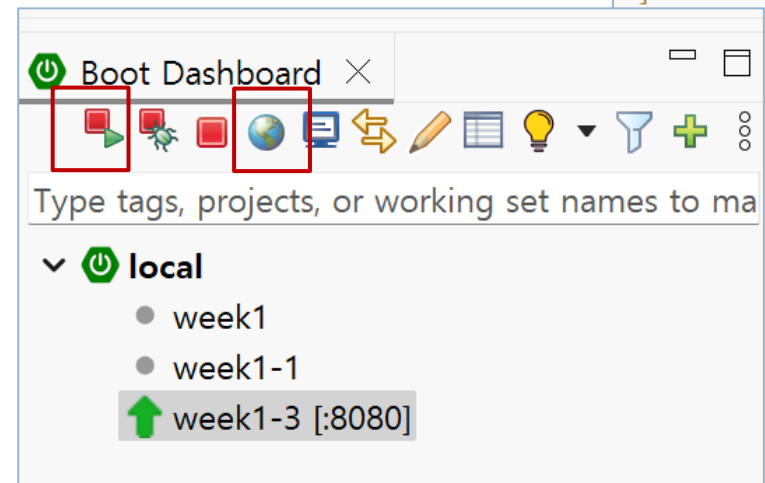 Boot Dashboard
Type tags, projects, or working set names to ma
local
week1
week1-1
week1-3 [:8080]